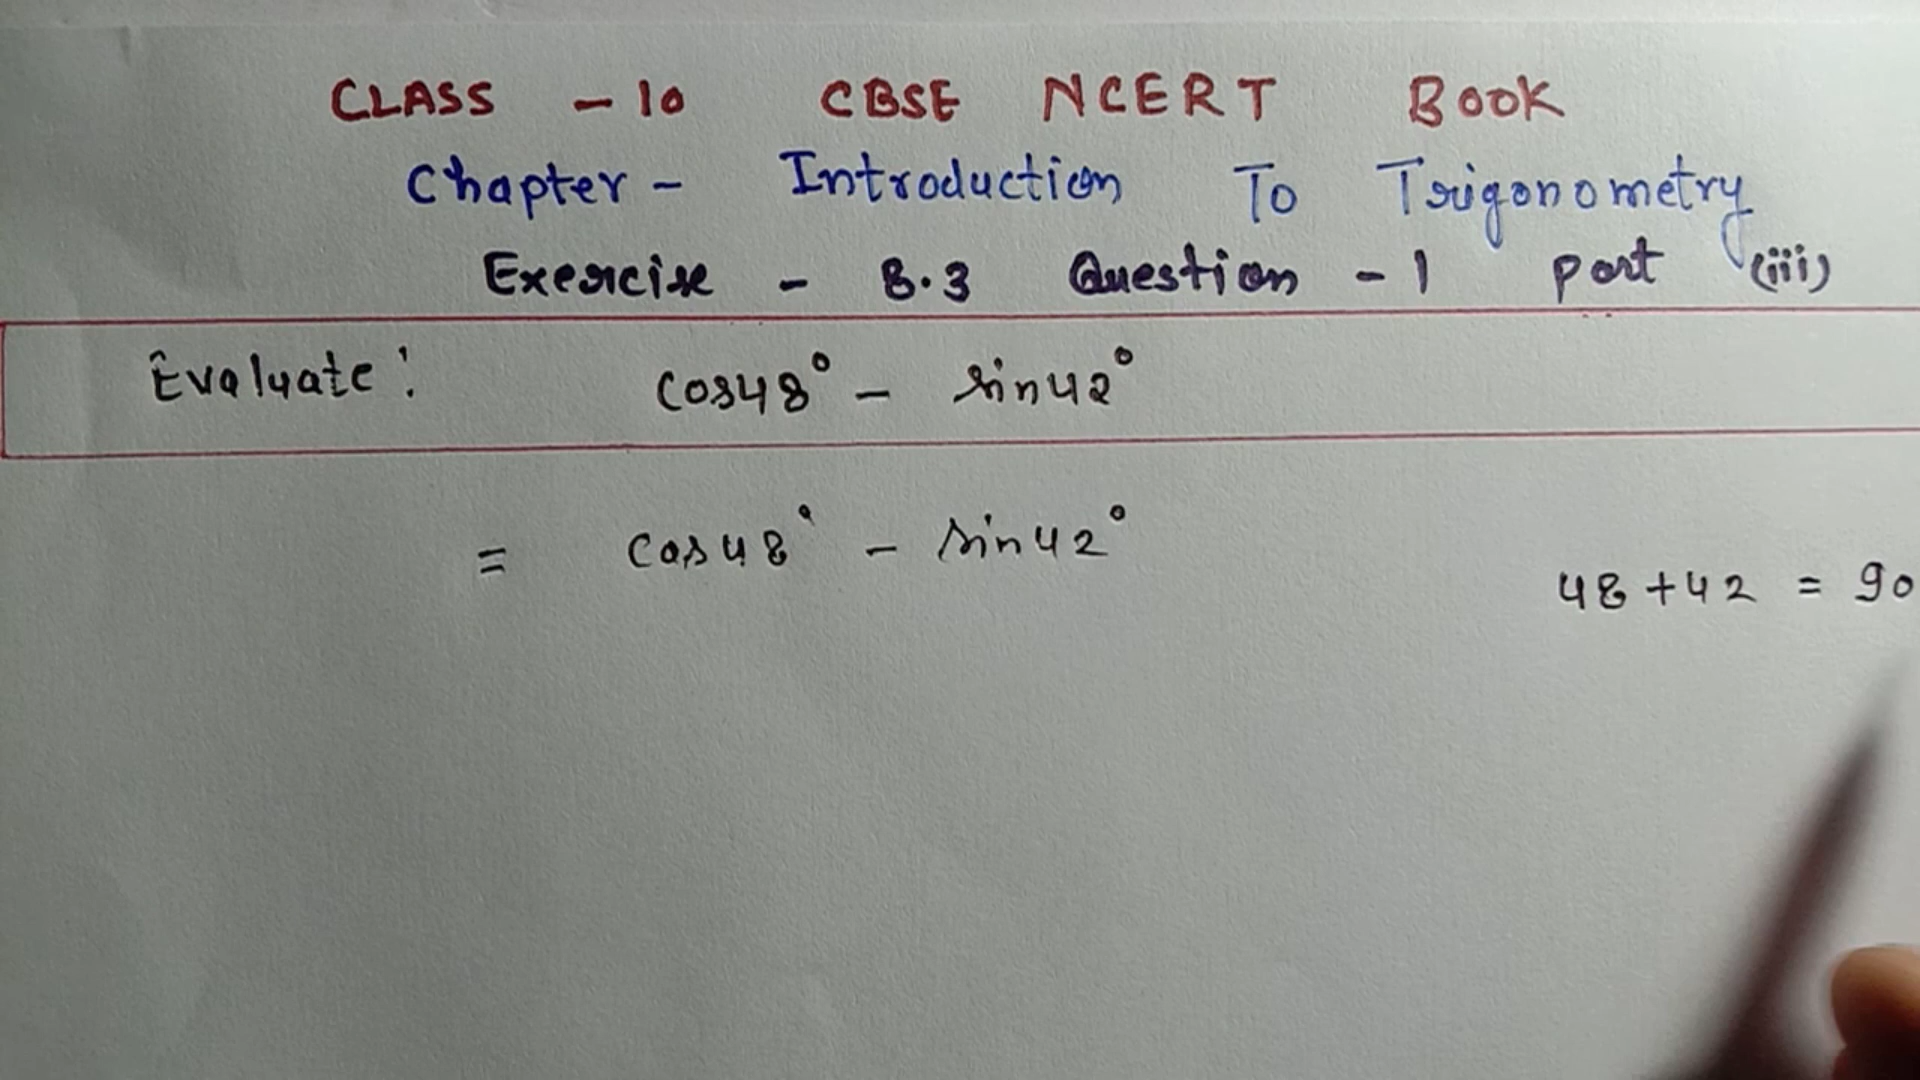 CLASS - 10 CBSE NCERT Book
Chapter - Introduction To Trigonometry
Exercise - 8.3 Question - 1 part (iii)
Evaluate: cos48° - sin42°
= cos48° - sin42°
48+42 = 90